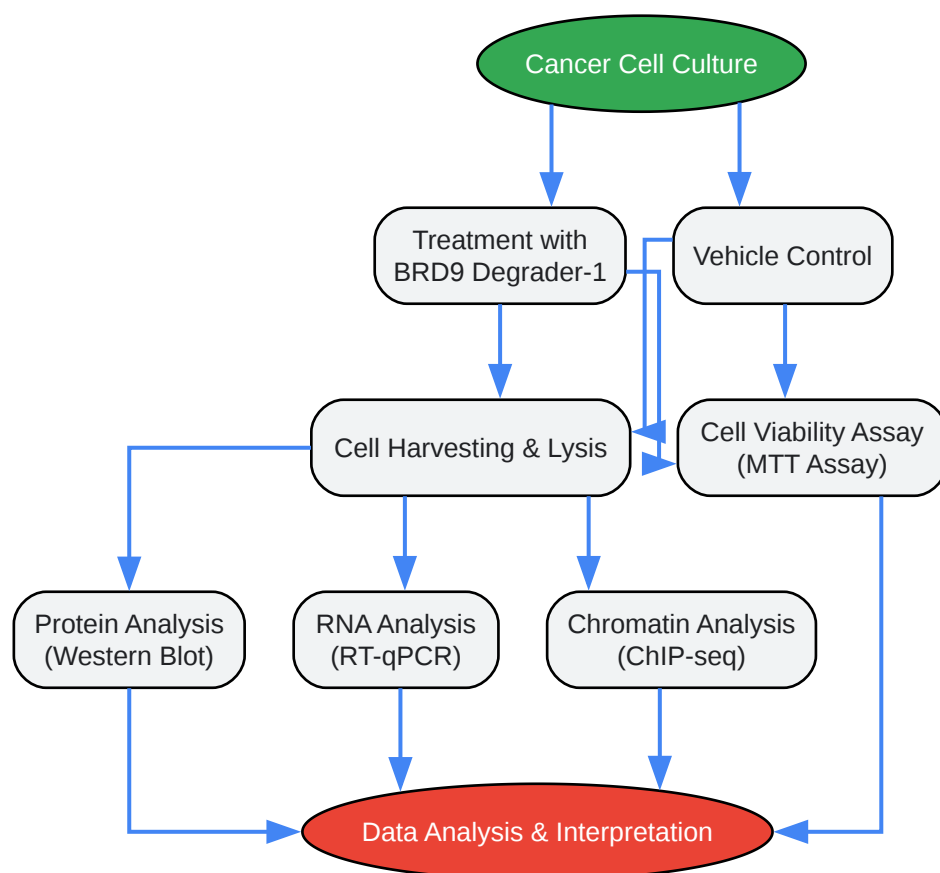 Cancer Cell Culture
Treatment with
BRD9 Degrader-1
Vehicle Control
Cell Harvesting & Lysis
Cell Viability Assay
(MTT Assay)
Protein Analysis
(Western Blot)
RNA Analysis
(RT-qPCR)
Chromatin Analysis
(ChIP-seq)
Data Analysis & Interpretation